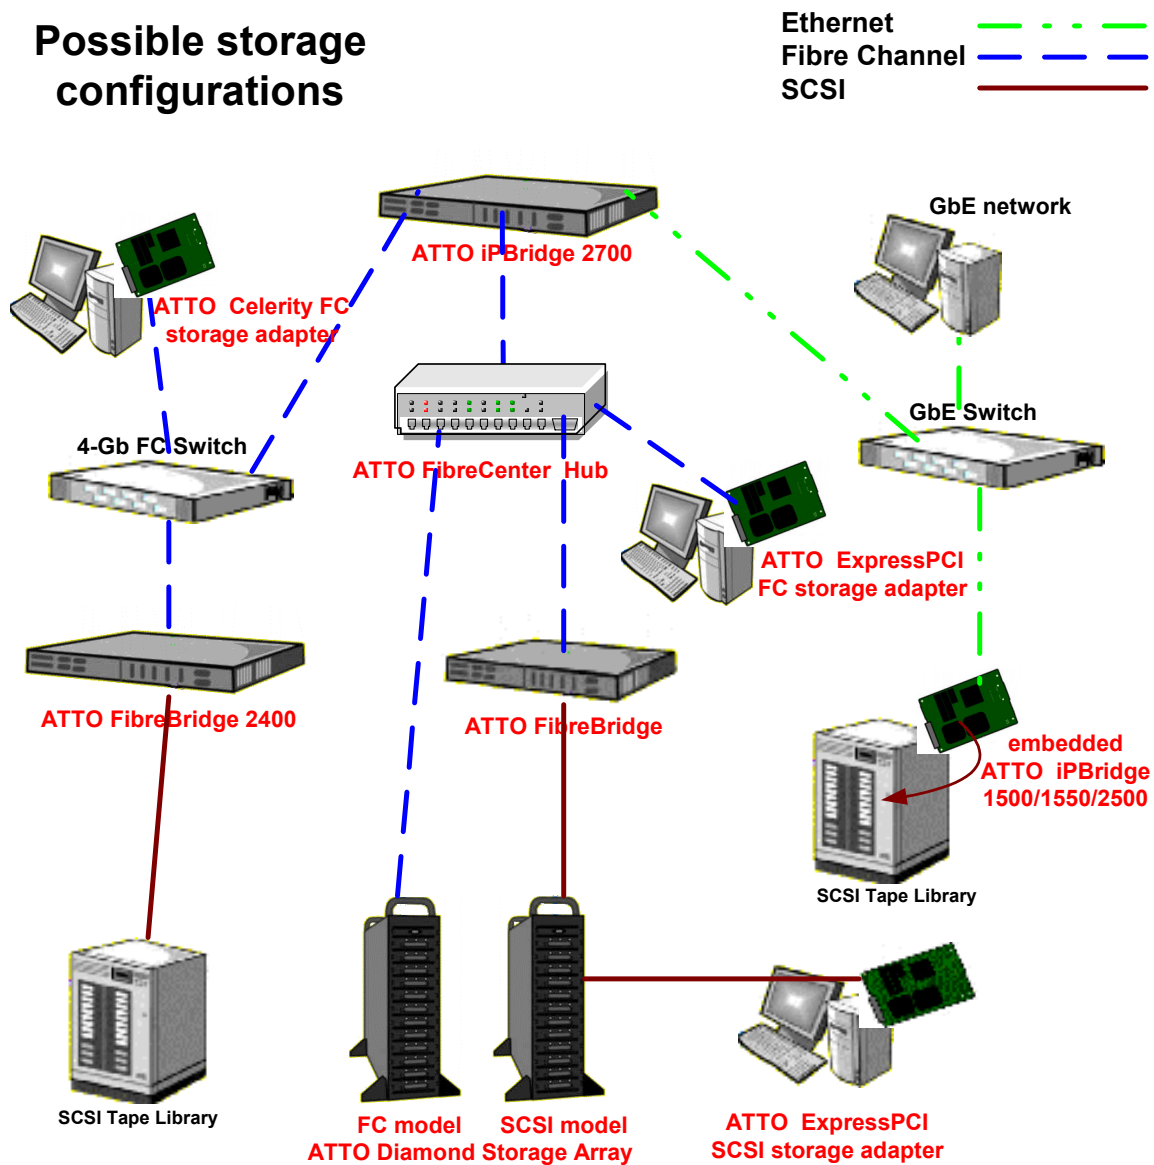 Possible storage
configurations
Ethernet
Fibre Channel
SCSI
GbE network
ATTO iPBridge 2700
ATTO Celerity FC
storage adapter
GbE Switch
4-Gb FC Switch
ATTO FibreCenter Hub
ATTO ExpressPCI
FC storage adapter
ATTO FibreBridge 2400
ATTO FibreBridge
embedded
ATTO iPBridge
1500/1550/2500
SCSI Tape Library
SCSI Tape Library
FC model
SCSI model
ATTO Diamond Storage Array
ATTO ExpressPCI
SCSI storage adapter